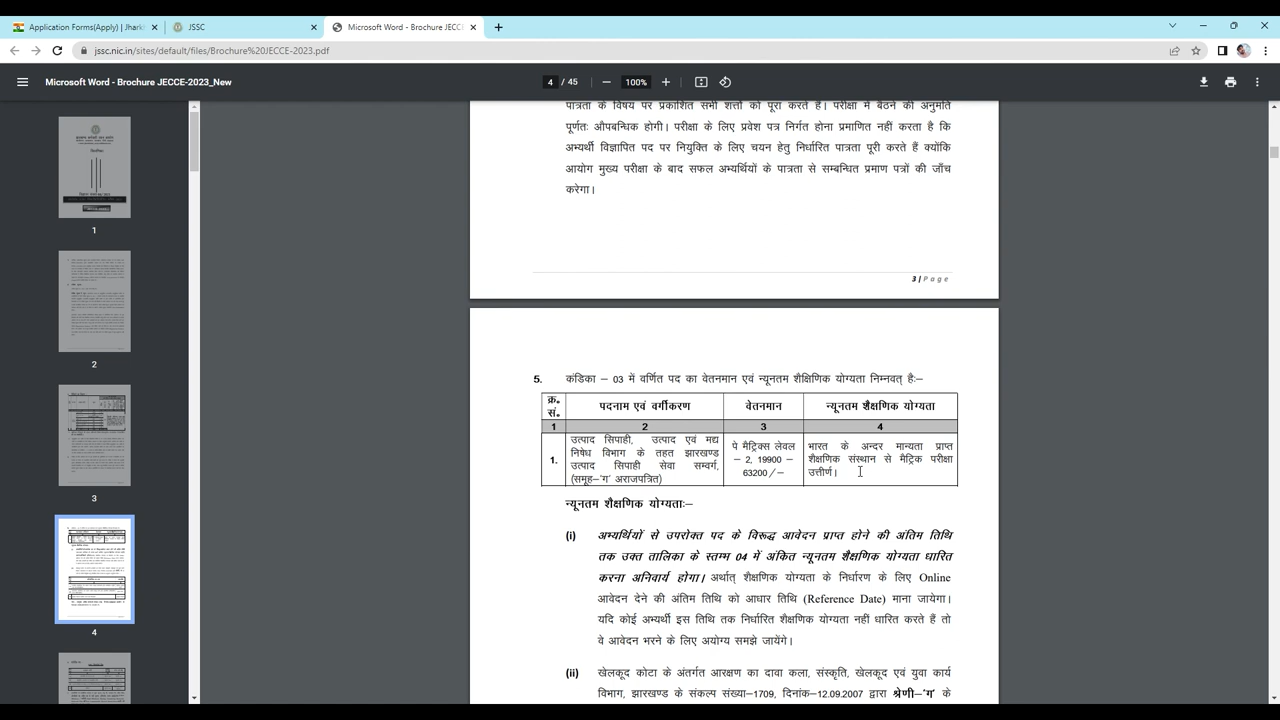 Application Forms(Apply) | Jhark
JSSC
Microsoft Word - Brochure JECCE
jssc.nic.in/sites/default/files/Brochure%20JECCE-2023.pdf
Microsoft Word - Brochure JECCE-2023_New
4 / 45
100%
पात्रता के विषय पर प्रकाशित सभी शर्त्तो को पूरा करते हैं। परीक्षा में बैठने की अनुमति
पूर्णतः औपबन्धिक होगी। परीक्षा के लिए प्रवेश पत्र निर्गत होना प्रमाणित नहीं करता है कि
अभ्यर्थी विज्ञापित पद पर नियुक्ति के लिए चयन हेतु निर्धारित पात्रता पूरी करते हैं क्योंकि
आयोग मुख्य परीक्षा के बाद सफल अभ्यर्थियों के पात्रता से सम्बन्धित प्रमाण पत्रों की जाँच
करेगा।
3 | Page
5. कंडिका – 03 में वर्णित पद का वेतनमान एवं न्यूनतम शैक्षिणिक योग्यता निम्नवत् हैः–
क्र॰ सं॰ पदनाम एवं वर्गीकरण वेतनमान न्यूनतम शैक्षणिक योग्यता
1 2 3 4
1. उत्पाद सिपाही, उत्पाद एवं मद्य निषेध विभाग के तहत झारखण्ड उत्पाद सिपाही सेवा सम्वर्ग, (समूह–'ग' अराजपत्रित)
पे मैट्रिक्स लेवल – 2, 19900 – 63200 /–
भारत के अन्दर मान्यता प्राप्त शैक्षणिक संस्थान से मैट्रिक परीक्षा उत्तीर्ण।
न्यूनतम शैक्षणिक योग्यताः–
(i) अभ्यर्थियों से उपरोक्त पद के विरूद्ध आवेदन प्राप्त होने की अंतिम तिथि
तक उक्त तालिका के स्तम्भ 04 में अंकित न्यूनतम शैक्षणिक योग्यता धारित
करना अनिवार्य होगा। अर्थात् शैक्षणिक योग्यता के निर्धारण के लिए Online
आवेदन देने की अंतिम तिथि को आधार तिथि (Reference Date) माना जायेगा।
यदि कोई अभ्यर्थी इस तिथि तक निर्धारित शैक्षणिक योग्यता नहीं धारित करते हैं तो
वे आवेदन भरने के लिए अयोग्य समझे जायेंगे।
(ii) खेलकूद कोटा के अंतर्गत आरक्षण का दावा कला, संस्कृति, खेलकूद एवं युवा कार्य
विभाग, झारखण्ड के संकल्प संख्या–1709, दिनांक–12.09.2007 द्वारा श्रेणी–'ग' के
1
2
3
4